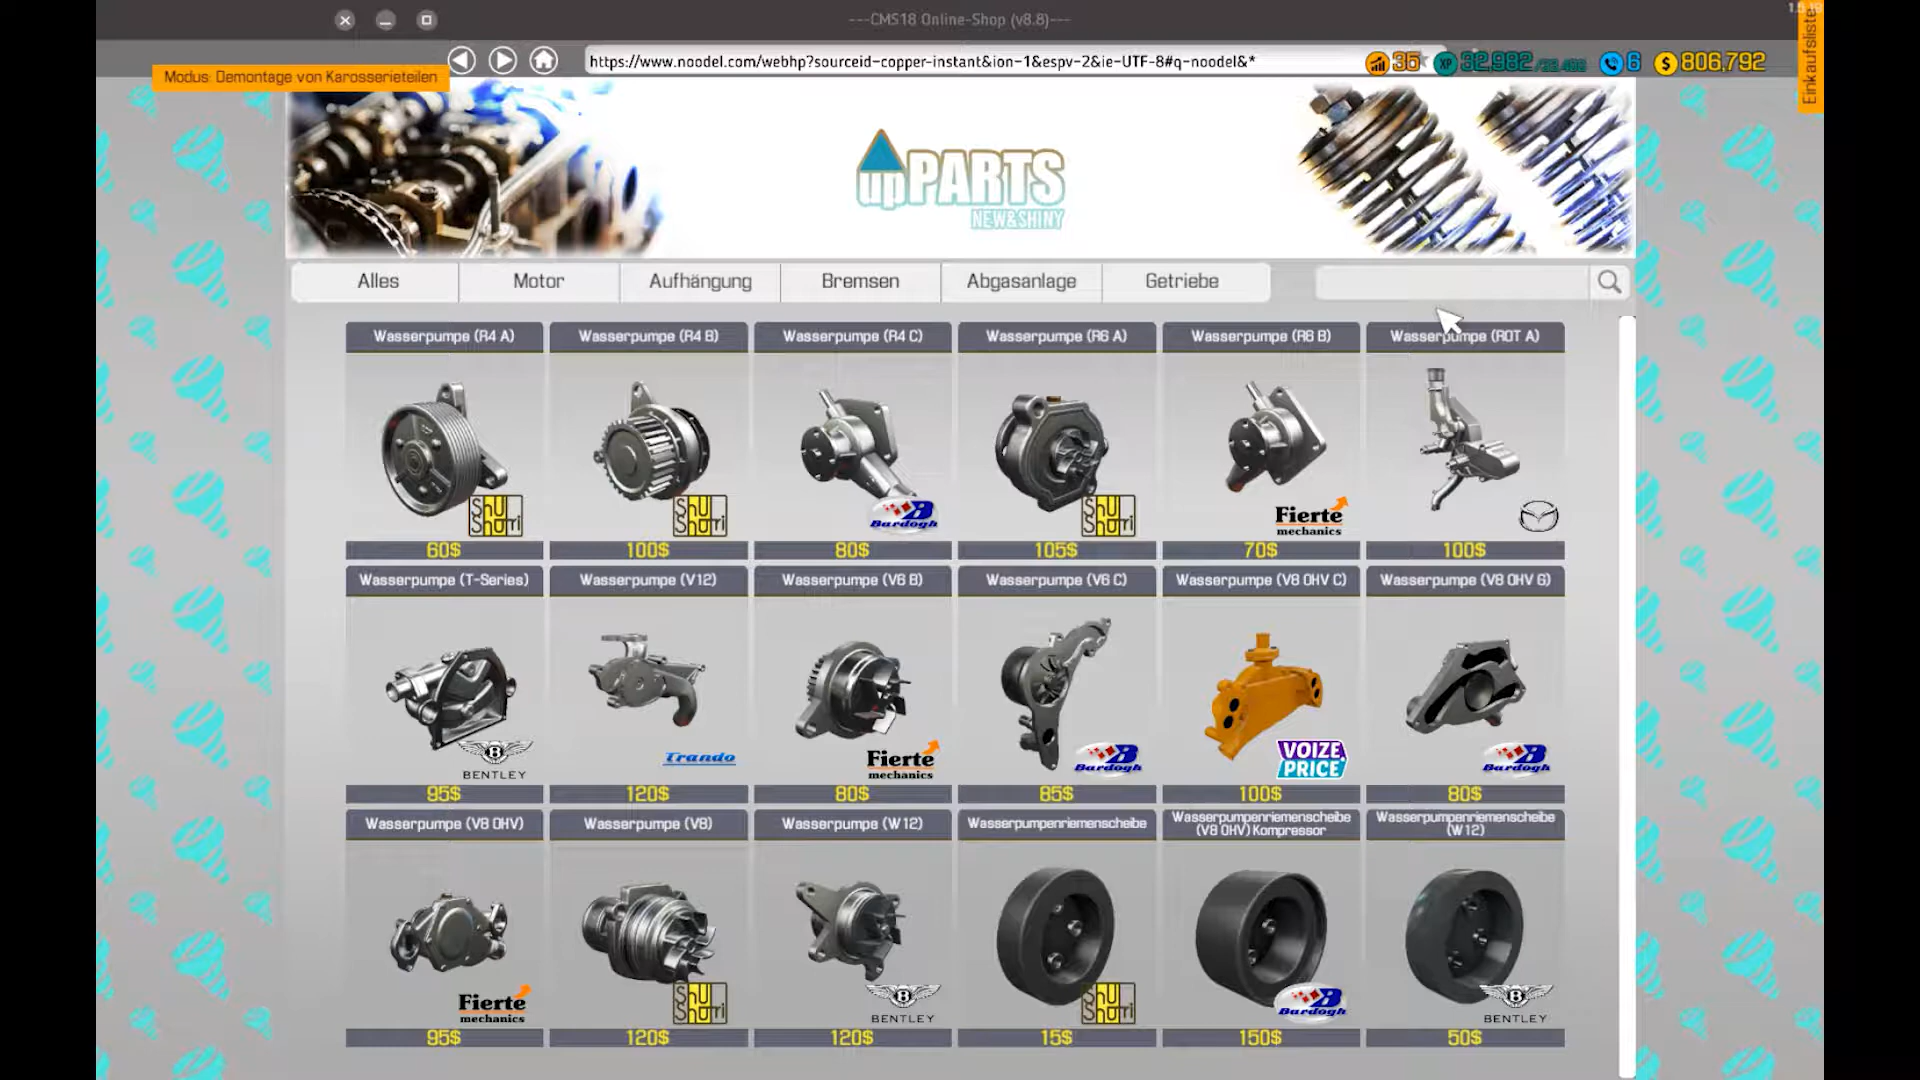 ---CMS18 Online-Shop (v8.8)---
Modus: Demontage von Karosserieteilen
https://www.noodel.com/webhp?sourceid-copper-instant&ion-1&espv-2&ie-UTF-8#q-noodel&*
35 XP 32,982 6 $ 806,792
Einkaufsliste
upPARTS
NEW&SHINY
Alles Motor Aufhängung Bremsen Abgasanlage Getriebe
Wasserpumpe (R4 A) Wasserpumpe (R4 B) Wasserpumpe (R4 C) Wasserpumpe (R6 A) Wasserpumpe (R6 B) Wasserpumpe (ROT A)
Bardogh Fierte mechanics
60$ 100$ 80$ 105$ 70$ 100$
Wasserpumpe (T-Series) Wasserpumpe (V12) Wasserpumpe (V6 B) Wasserpumpe (V6 C) Wasserpumpe (V8 OHV C) Wasserpumpe (V8 OHV G)
BENTLEY Trando Fierte mechanics Bardogh VOIZE PRICE Bardogh
95$ 120$ 80$ 85$ 100$ 80$
Wasserpumpe (V8 OHV) Wasserpumpe (V8) Wasserpumpe (W12) Wasserpumpenriemenscheibe Wasserpumpenriemenscheibe (V8 OHV) Kompressor Wasserpumpenriemenscheibe (W12)
Fierte mechanics BENTLEY Bardogh BENTLEY
95$ 120$ 120$ 15$ 150$ 50$